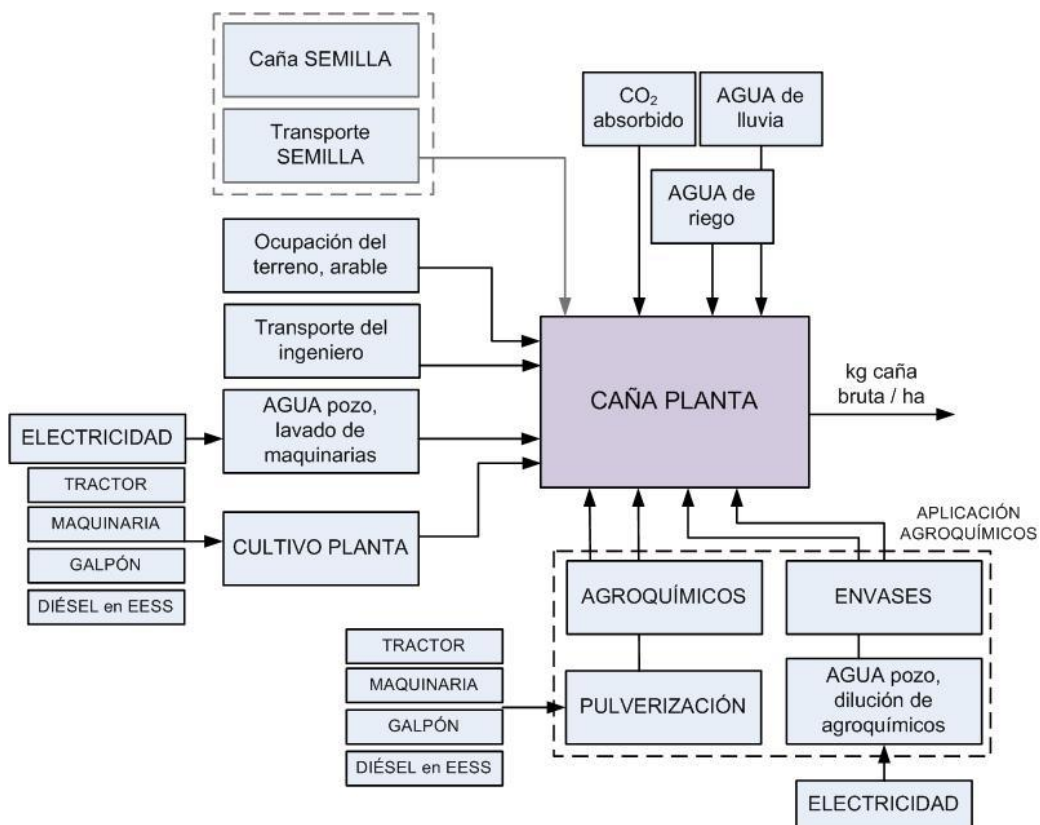 Caña SEMILLA
Transporte
SEMILLA
CO₂
absorbido
AGUA de
lluvia
AGUA de
riego
Ocupación del
terreno, arable
Transporte del
ingeniero
AGUA pozo,
lavado de
maquinarias
ELECTRICIDAD
TRACTOR
MAQUINARIA
GALPÓN
DIÉSEL en EESS
CULTIVO PLANTA
CAÑA PLANTA
kg caña
bruta / ha
APLICACIÓN
AGROQUÍMICOS
AGROQUÍMICOS
ENVASES
PULVERIZACIÓN
AGUA pozo,
dilución de
agroquímicos
TRACTOR
MAQUINARIA
GALPÓN
DIÉSEL en EESS
ELECTRICIDAD